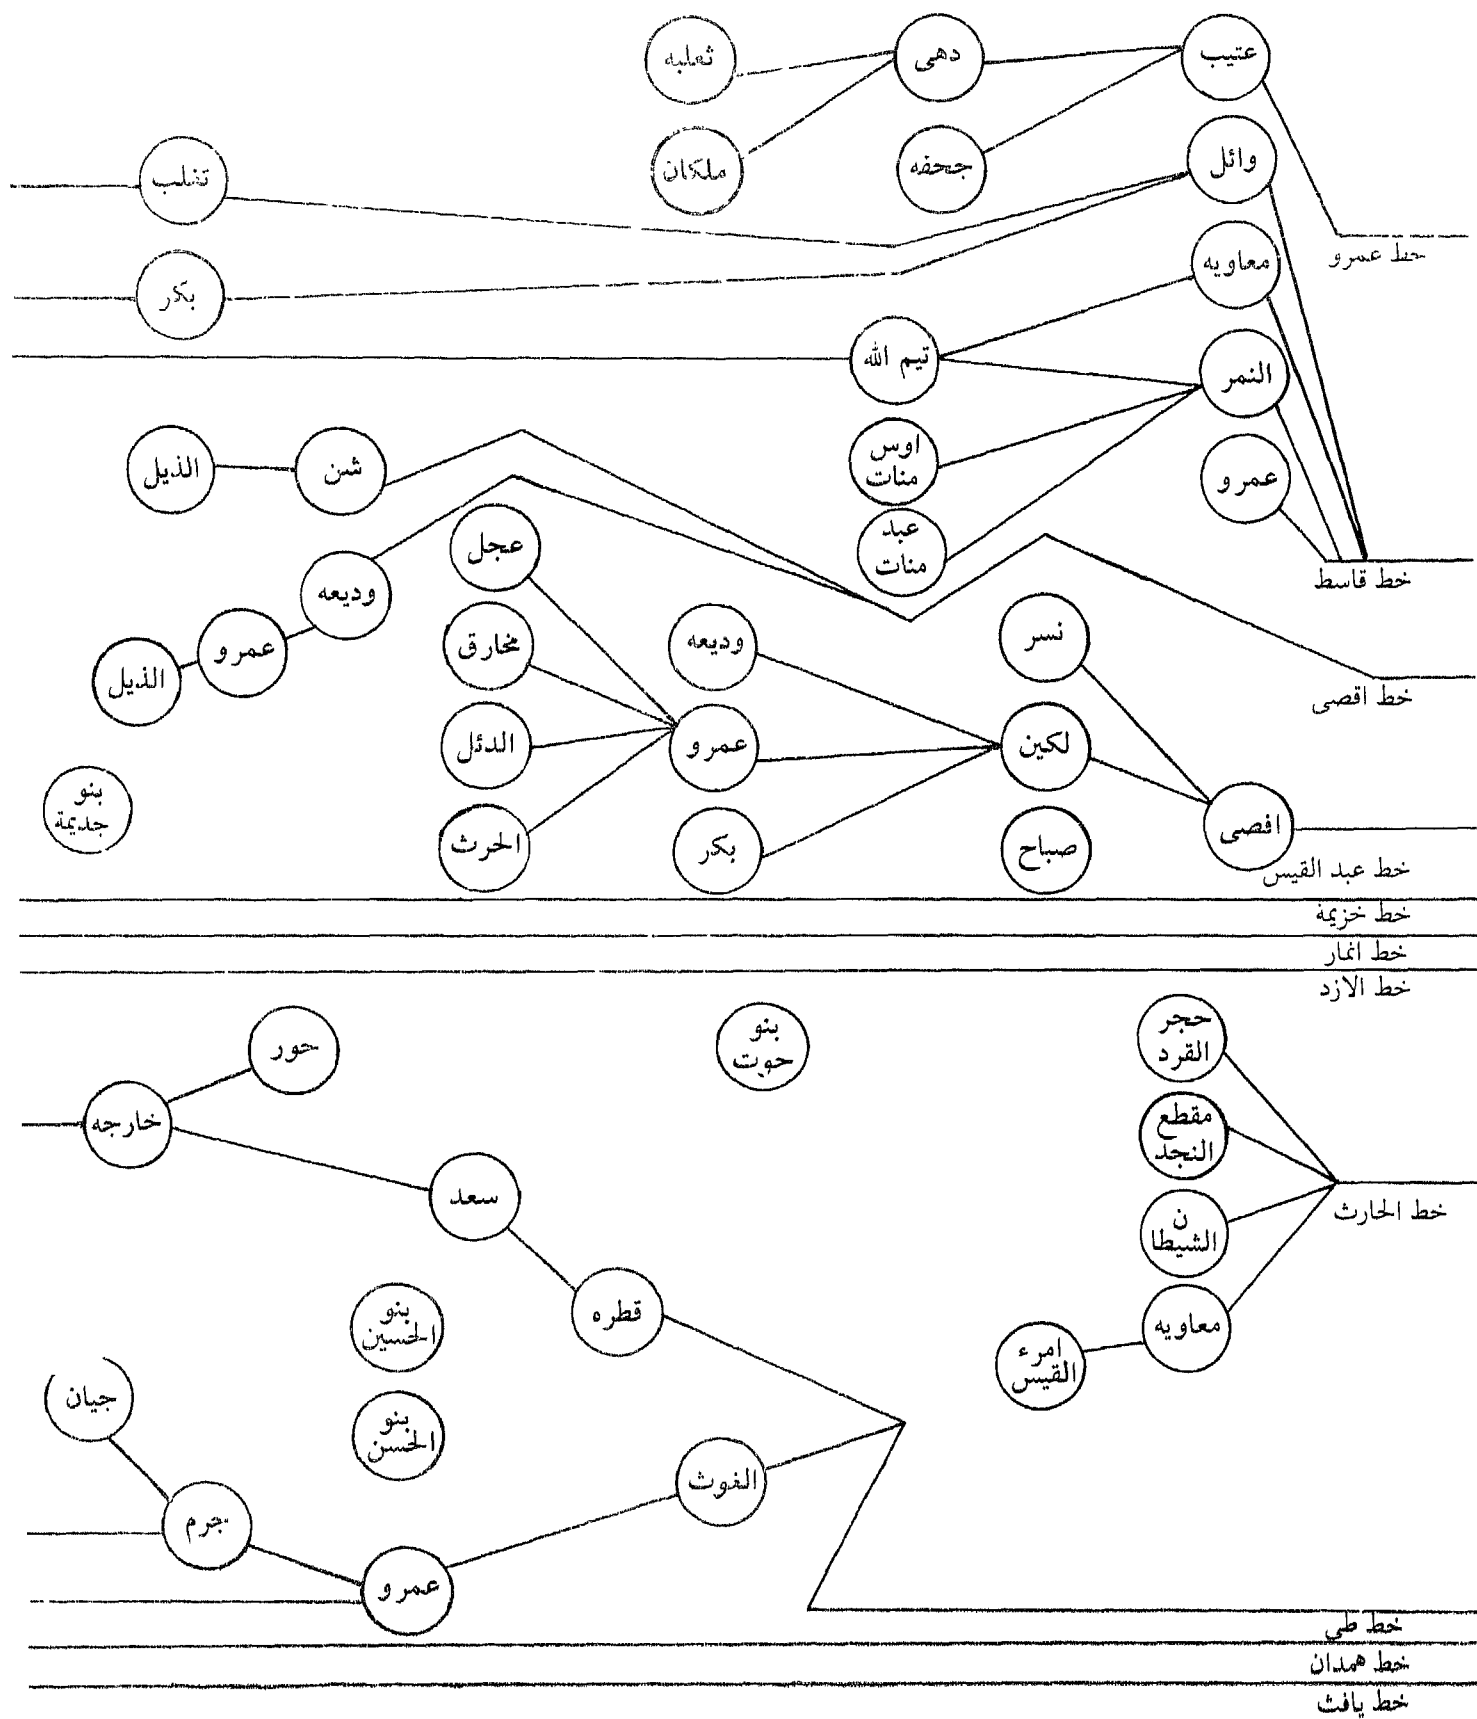 عتيب
دهى
ثعلبه
جحفه
ملكان
وائل
تغلب
خط عمرو
معاويه
بكر
النمر
تيم الله
عمرو
اوس
منات
شن
الذيل
عبد
منات
خط قاسط
عجل
وديعه
نسر
وديعه
مخارق
عمرو
الذيل
خط اقصى
لكين
عمرو
الدئل
بنو
جديمة
افصى
صباح
بكر
الحرث
خط عبد القيس
خط خزيمة
خط انمار
خط الازد
حجر
القرد
بنو
حوت
حور
مقطع
النجد
خارجه
خط الحارث
ن
الشيطا
سعد
معاويه
قطره
بنو
الحسين
امرء
القيس
جيان
بنو
الحسن
الغوث
جرم
عمرو
خط طي
خط همدان
خط يافث